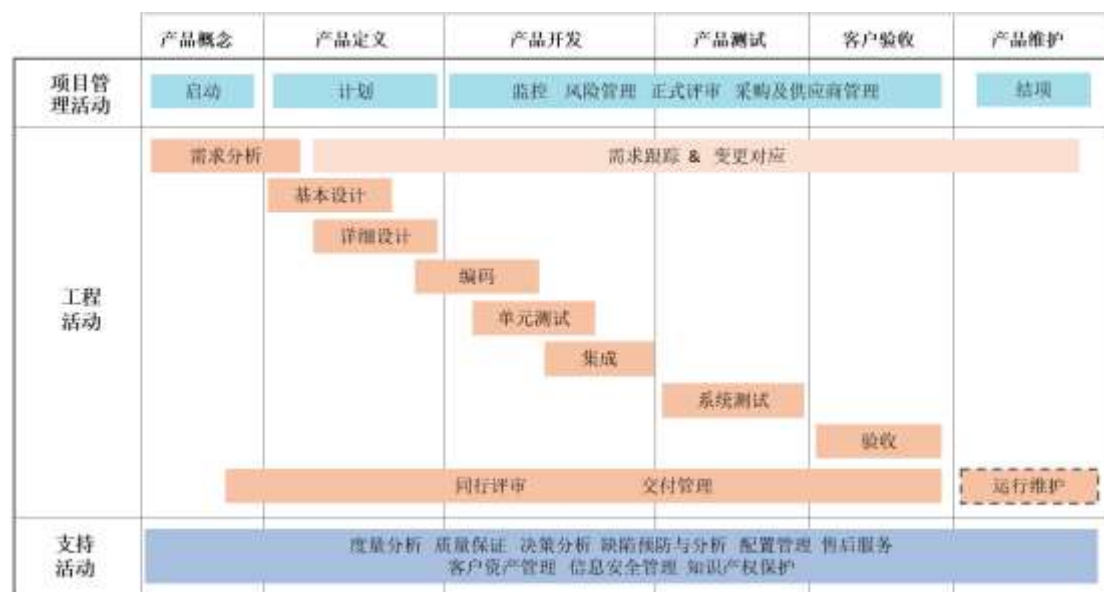 产品概念 产品定义 产品开发 产品测试 客户验收 产品维护
项目管
理活动
启动 计划 监控 风险管理 正式评审 采购及供应商管理 结项
需求分析 需求跟踪 & 变更对应
基本设计
详细设计
编码
工程
活动
单元测试
集成
系统测试
验收
同行评审 交付管理 运行维护
支持
活动
度量分析 质量保证 决策分析 缺陷预防与分析 配置管理 售后服务
客户资产管理 信息安全管理 知识产权保护